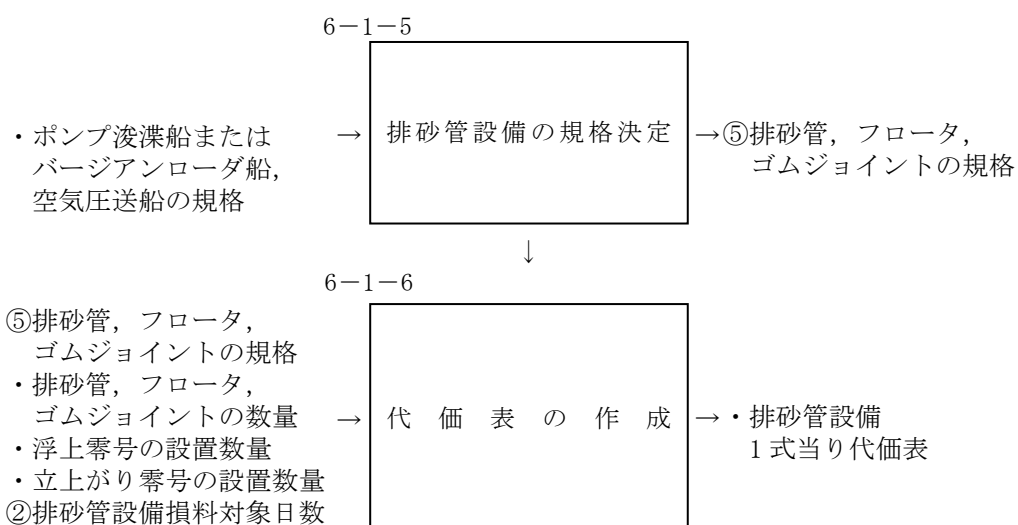 6－1－5
・ポンプ浚渫船または
バージアンローダ船，
空気圧送船の規格
→
排砂管設備の規格決定
→⑤排砂管，フロータ，
ゴムジョイントの規格
↓
6－1－6
⑤排砂管，フロータ，
ゴムジョイントの規格
・排砂管，フロータ，
ゴムジョイントの数量
・浮上零号の設置数量
・立上がり零号の設置数量
②排砂管設備損料対象日数
→
代価表の作成
→・排砂管設備
1式当り代価表